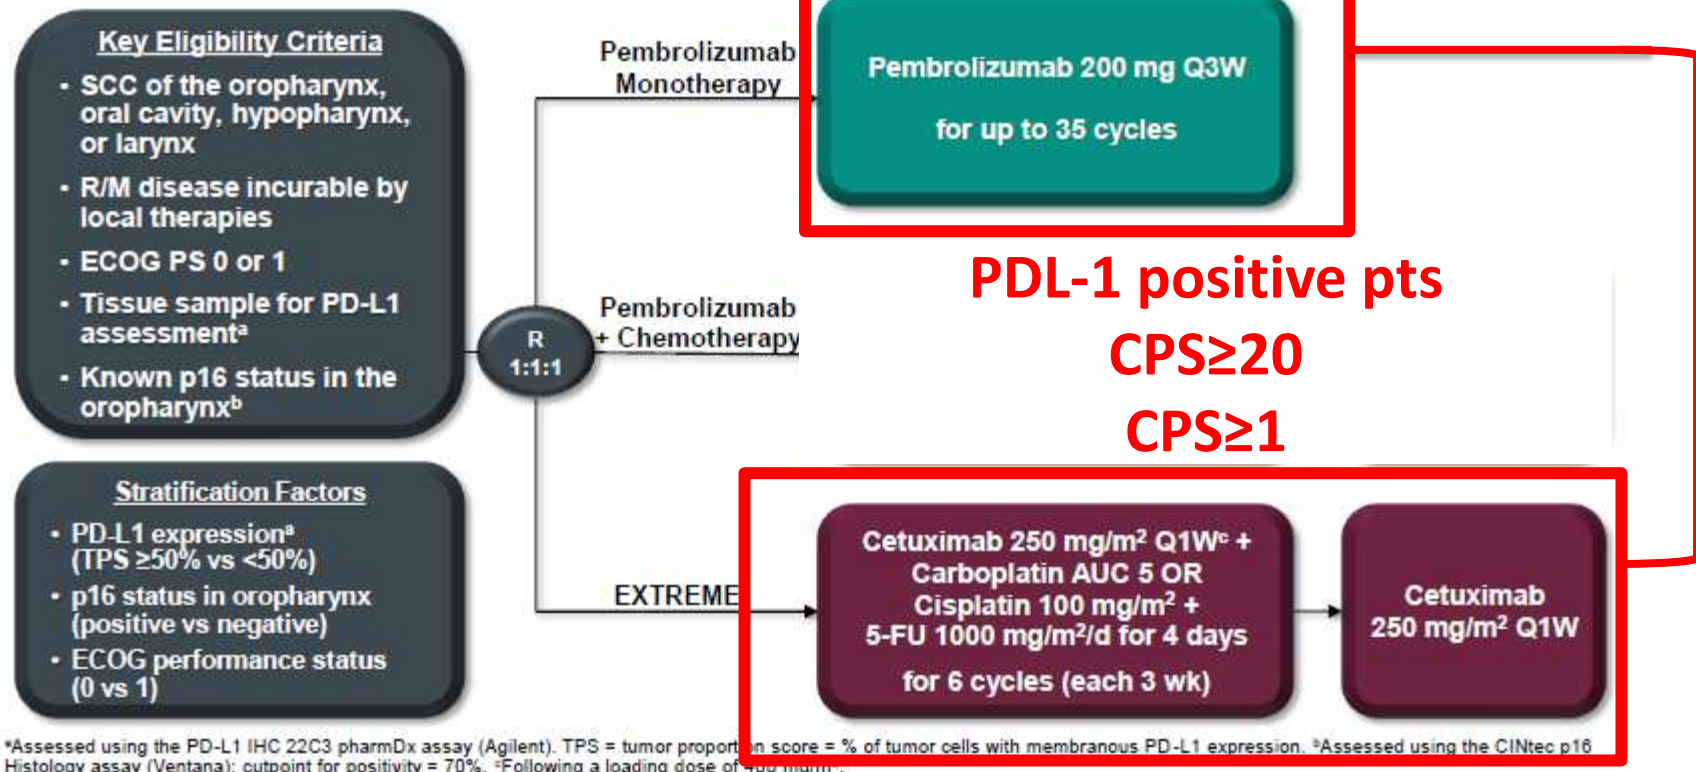 Key Eligibility Criteria
• SCC of the oropharynx,
oral cavity, hypopharynx,
or larynx
• R/M disease incurable by
local therapies
• ECOG PS 0 or 1
• Tissue sample for PD-L1
assessmentᵃ
• Known p16 status in the
oropharynxᵇ
Stratification Factors
• PD-L1 expressionᵃ
(TPS ≥50% vs <50%)
• p16 status in oropharynx
(positive vs negative)
• ECOG performance status
(0 vs 1)
R
1:1:1
Pembrolizumab
Monotherapy
Pembrolizumab 200 mg Q3W
for up to 35 cycles
Pembrolizumab
+ Chemotherapy
PDL-1 positive pts
CPS≥20
CPS≥1
EXTREME
Cetuximab 250 mg/m² Q1Wᶜ +
Carboplatin AUC 5 OR
Cisplatin 100 mg/m² +
5-FU 1000 mg/m²/d for 4 days
for 6 cycles (each 3 wk)
Cetuximab
250 mg/m² Q1W
ᵃAssessed using the PD-L1 IHC 22C3 pharmDx assay (Agilent). TPS = tumor proportion score = % of tumor cells with membranous PD-L1 expression. ᵇAssessed using the CINtec p16
Histology assay (Ventana); cutpoint for positivity = 70%. ᶜFollowing a loading dose of